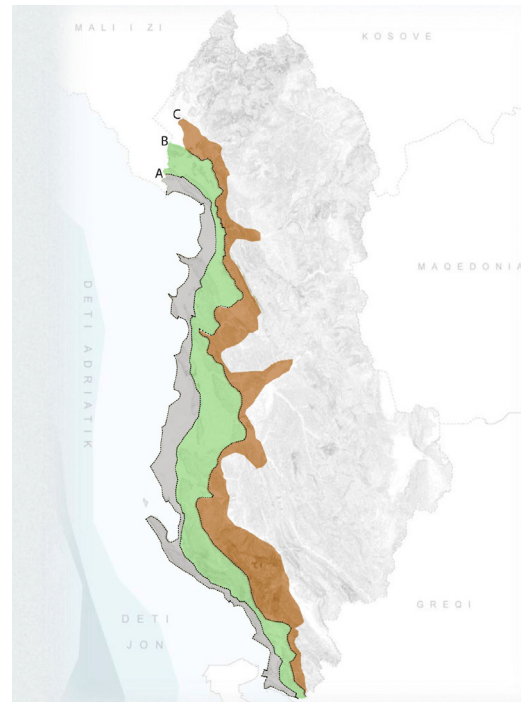 MALI I ZI
KOSOVE
C
B
A
MAQEDONIA
DETI ADRIATIK
GREQI
DETI
JON